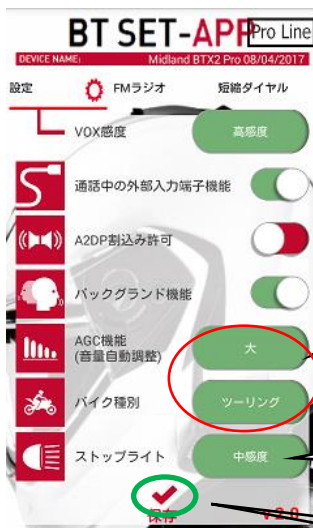 BT SET-APP
Pro Line
DEVICE NAME: Midland BTX2 Pro 08/04/2017
設定 FMラジオ 短縮ダイヤル
VOX感度 高感度
通話中の外部入力端子機能
A2DP割込み許可
バックグランド機能
AGC機能
(音量自動調整) 大
バイク種別 ツーリング
ストップライト 中感度
保存
v 2.0